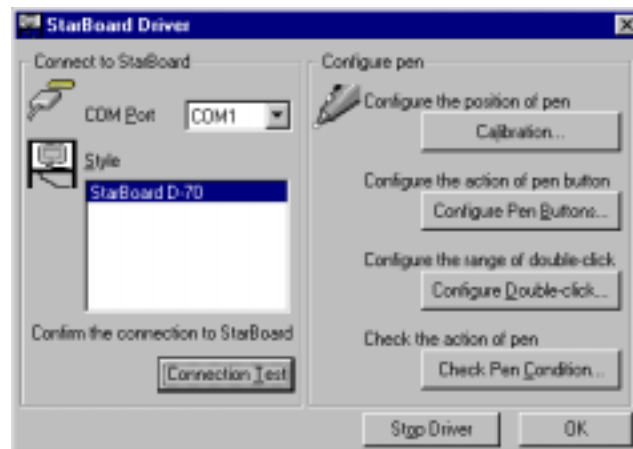 StarBoard Driver
Connect to StarBoard
COM Port
COM1
Style
StarBoard D-70
Confirm the connection to StarBoard
Connection Test
Configure pen
Configure the position of pen
Calibration...
Configure the action of pen button
Configure Pen Buttons...
Configure the range of double-click
Configure Double-click...
Check the action of pen
Check Pen Condition...
Stop Driver
OK